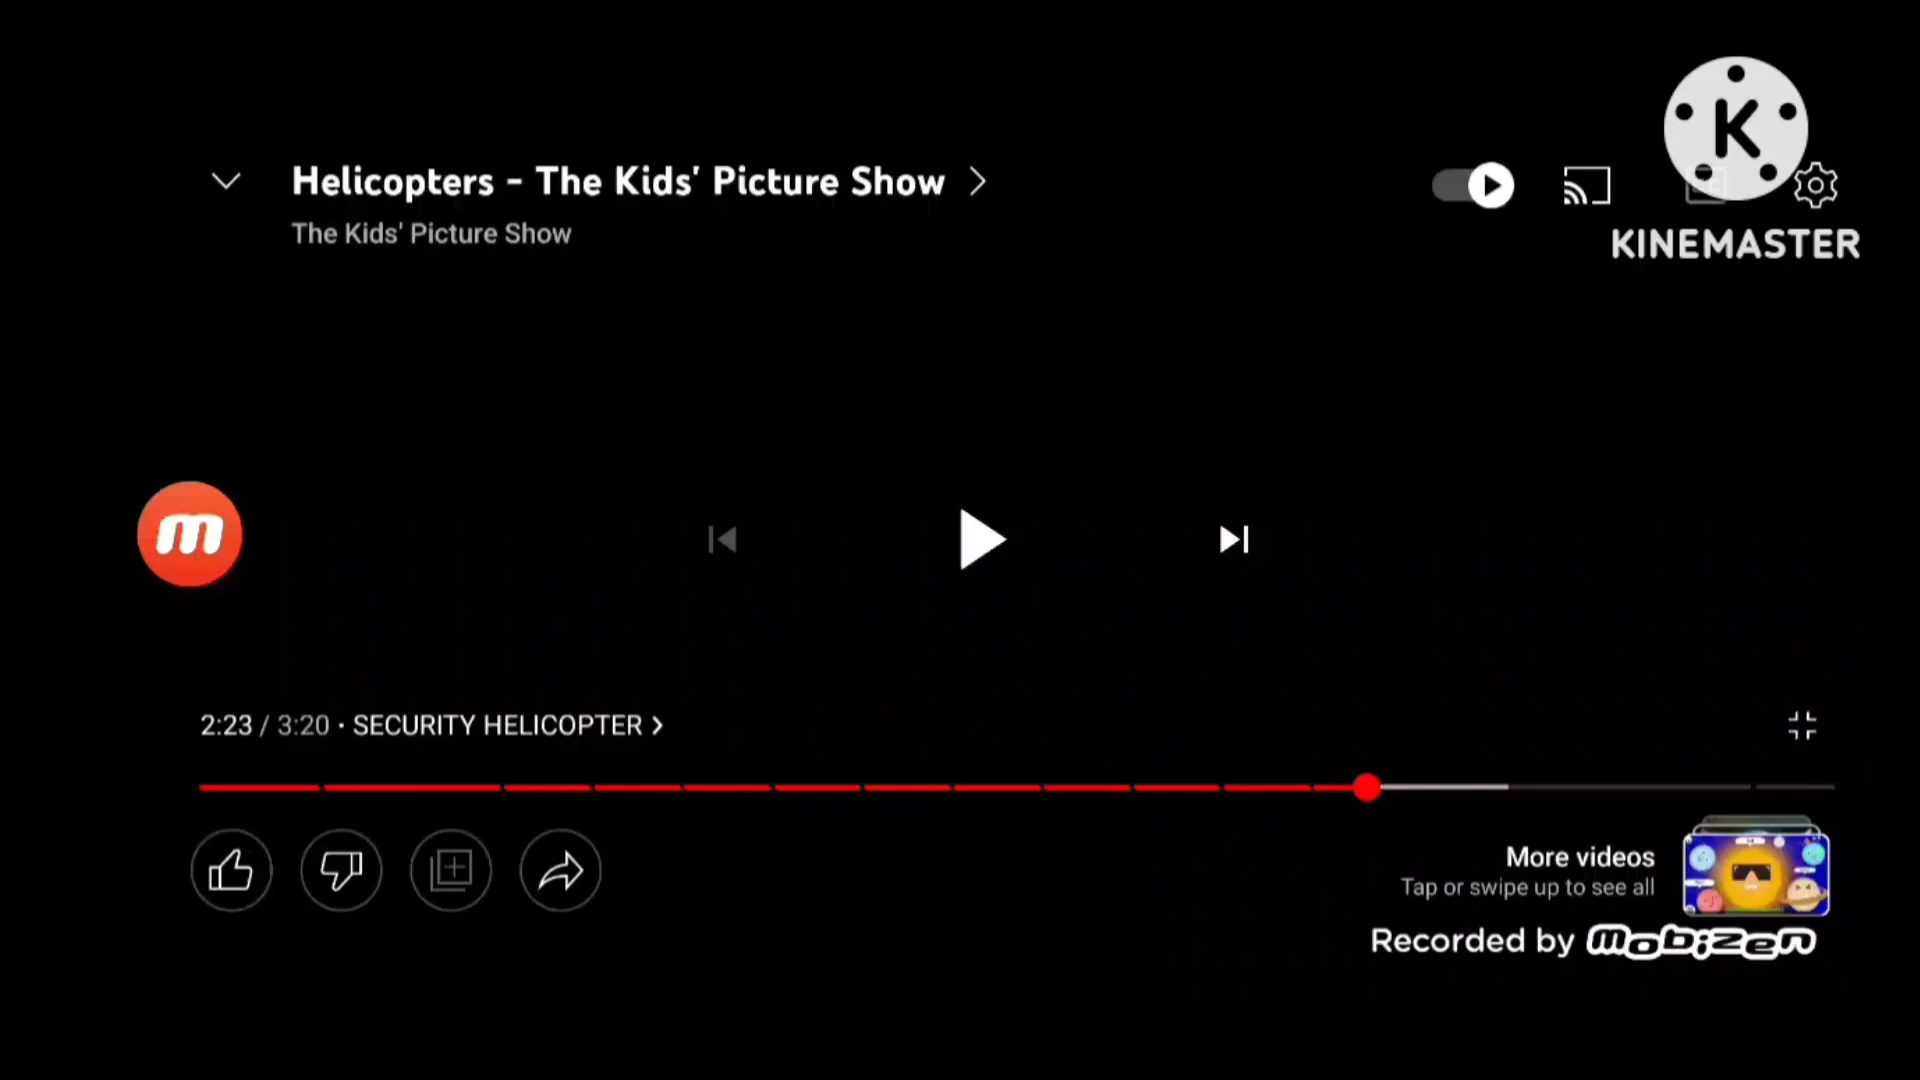 K
KINEMASTER
Helicopters - The Kids' Picture Show
The Kids' Picture Show
m
2:23 / 3:20 · SECURITY HELICOPTER
More videos
Tap or swipe up to see all
Recorded by mobizen